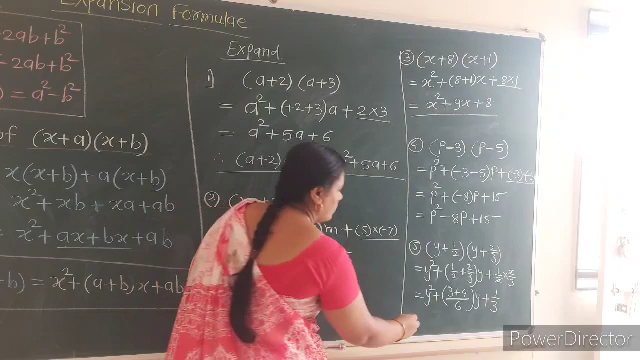 Expansion Formulae
2ab+b²
- 2ab+b²
) = a²-b²
of (x+a)(x+b)
x(x+b) + a(x+b)
x² + xb + xa + ab
= x² + ax + bx + ab
b) = x²+(a+b)x+ab
Expand
1) (a+2) (a+3)
= a²+(+2+3)a+2×3
= a²+5a+6
∴ (a+2) ²+5a+6
②
m + (5)×(-7)
③ (x+8) (x+1)
= x²+(8+1)x+8×1
= x²+9x+8
④ (P-3) (P-5)
= P²+(-3-5)P+(-3)
= P²+(-8)P+15
= P²-8P+15
⑤ (y+1/2)(y+2/3)
= y²+(1/2+2/3)y+1/2×2/3
= y²+(3+4/6)y+1/3
PowerDirector